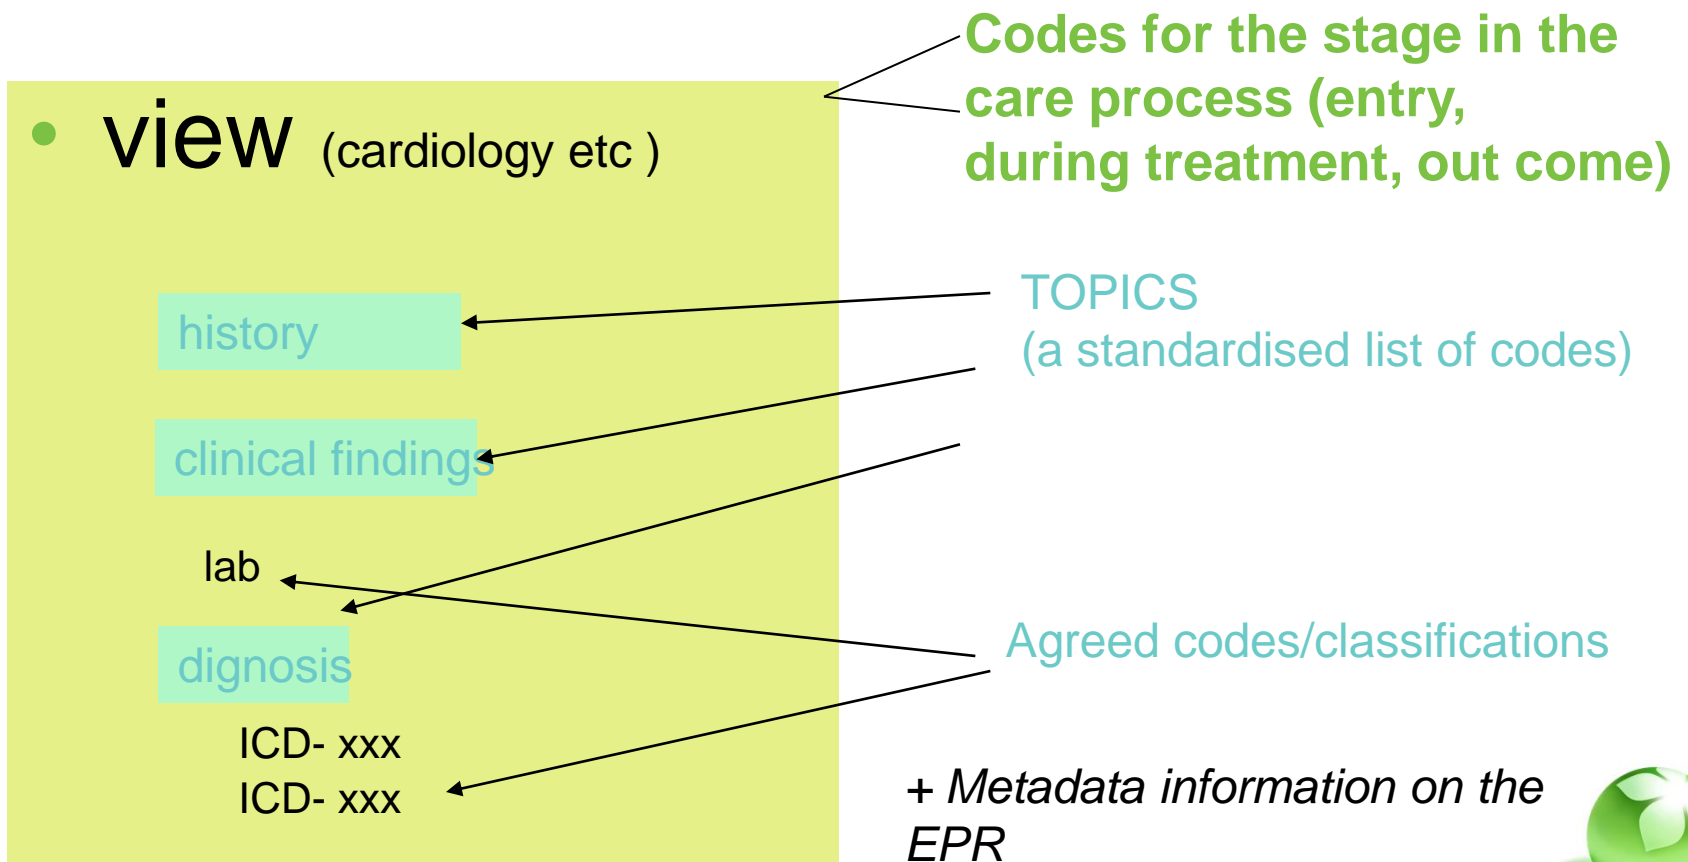 • view (cardiology etc )
history
clinical findings
lab
dignosis
ICD- xxx
ICD- xxx
Codes for the stage in the
care process (entry,
during treatment, out come)
TOPICS
(a standardised list of codes)
Agreed codes/classifications
+ Metadata information on the
EPR